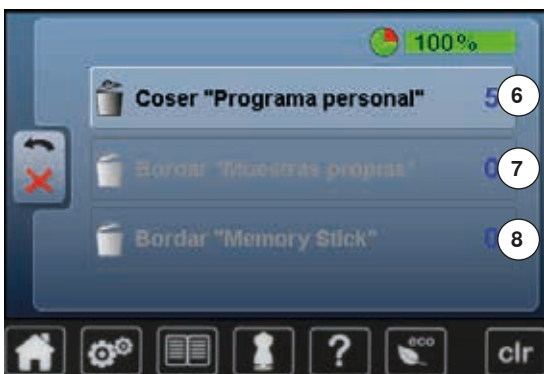 100%
Coser "Programa personal" 5 6
Bordar "Muestras propias" 0 7
Bordar "Memory Stick" 0 8
? eco clr